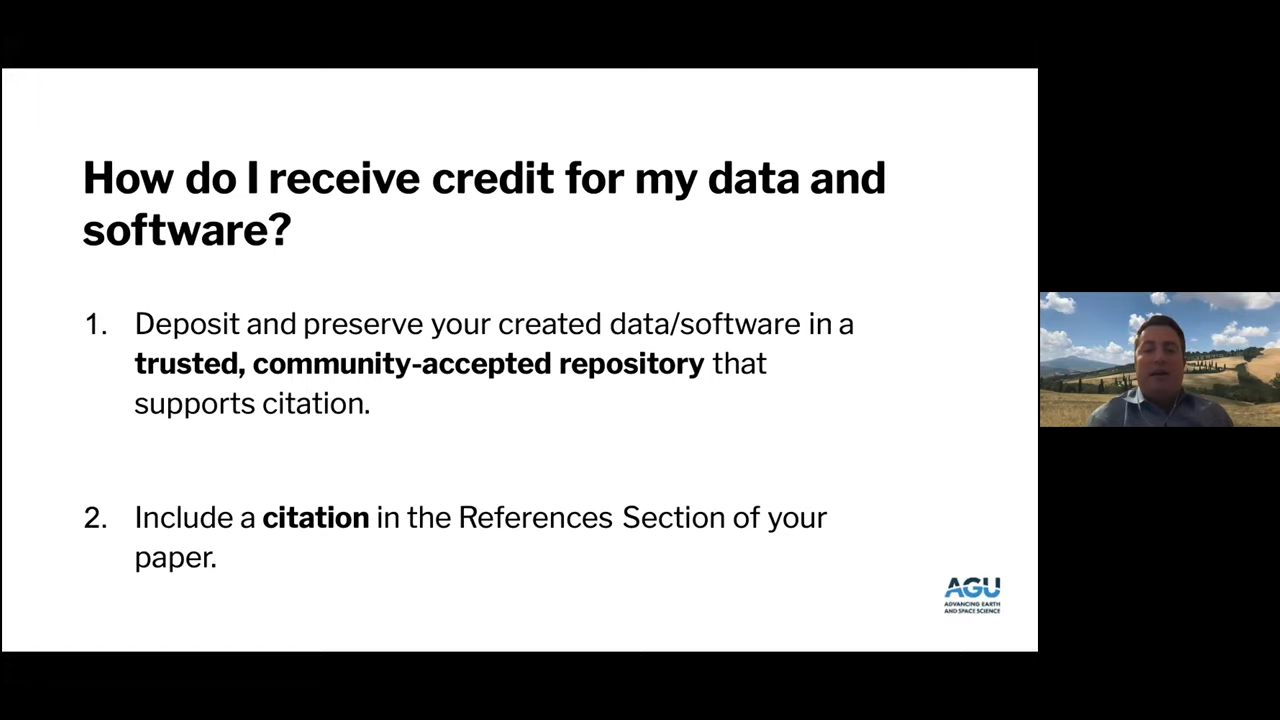 How do I receive credit for my data and
software?
1. Deposit and preserve your created data/software in a
trusted, community-accepted repository that
supports citation.
2. Include a citation in the References Section of your
paper.
AGU
ADVANCING EARTH
AND SPACE SCIENCE